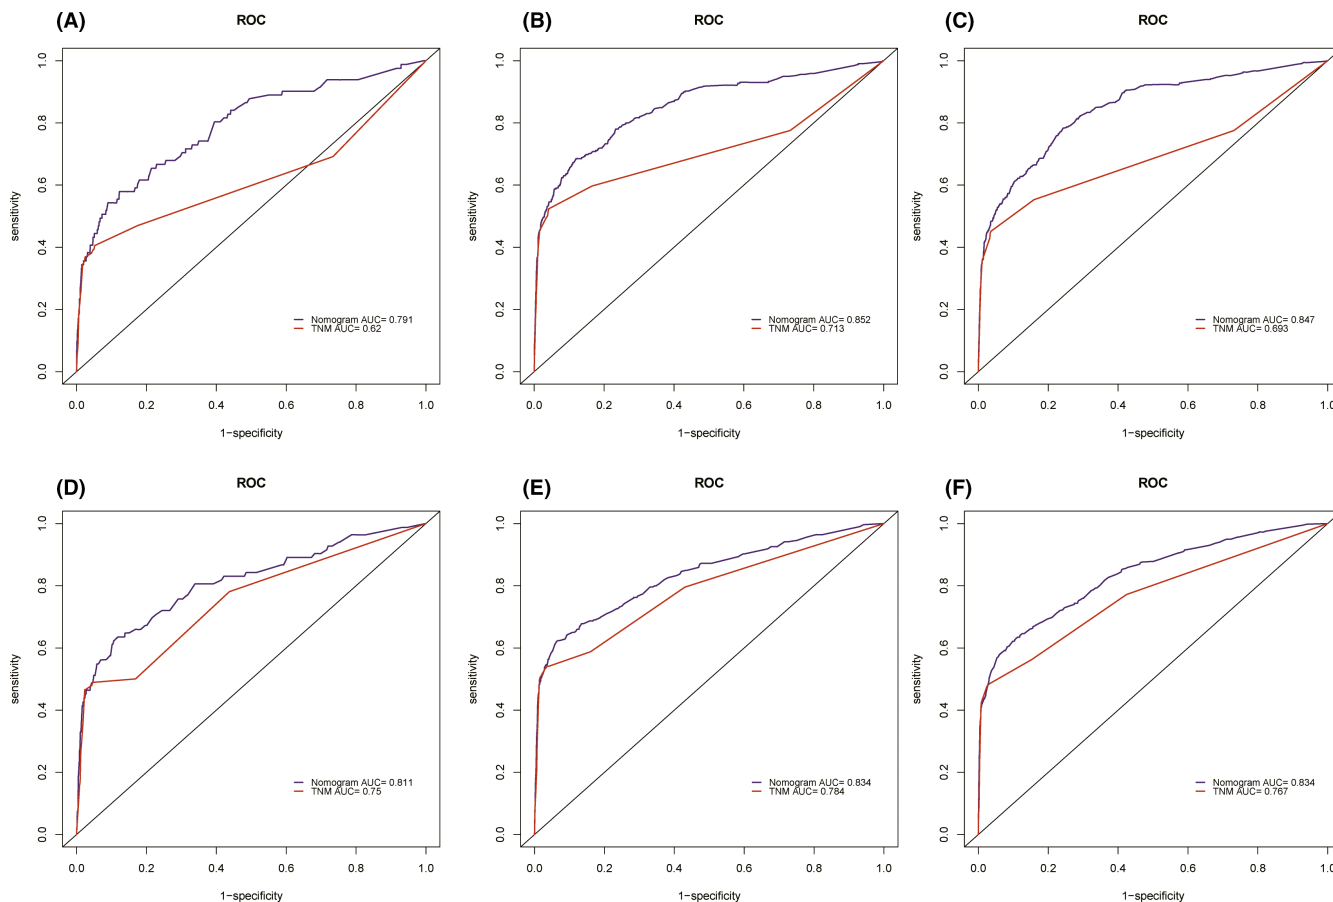 (A)
ROC
sensitivity
0.0 0.2 0.4 0.6 0.8 1.0
Nomogram AUC= 0.791
TNM AUC= 0.62
0.0 0.2 0.4 0.6 0.8 1.0
1−specificity
(B)
ROC
sensitivity
0.0 0.2 0.4 0.6 0.8 1.0
Nomogram AUC= 0.852
TNM AUC= 0.713
0.0 0.2 0.4 0.6 0.8 1.0
1−specificity
(C)
ROC
sensitivity
0.0 0.2 0.4 0.6 0.8 1.0
Nomogram AUC= 0.847
TNM AUC= 0.693
0.0 0.2 0.4 0.6 0.8 1.0
1−specificity
(D)
ROC
sensitivity
0.0 0.2 0.4 0.6 0.8 1.0
Nomogram AUC= 0.811
TNM AUC= 0.75
0.0 0.2 0.4 0.6 0.8 1.0
1−specificity
(E)
ROC
sensitivity
0.0 0.2 0.4 0.6 0.8 1.0
Nomogram AUC= 0.834
TNM AUC= 0.784
0.0 0.2 0.4 0.6 0.8 1.0
1−specificity
(F)
ROC
sensitivity
0.0 0.2 0.4 0.6 0.8 1.0
Nomogram AUC= 0.834
TNM AUC= 0.767
0.0 0.2 0.4 0.6 0.8 1.0
1−specificity